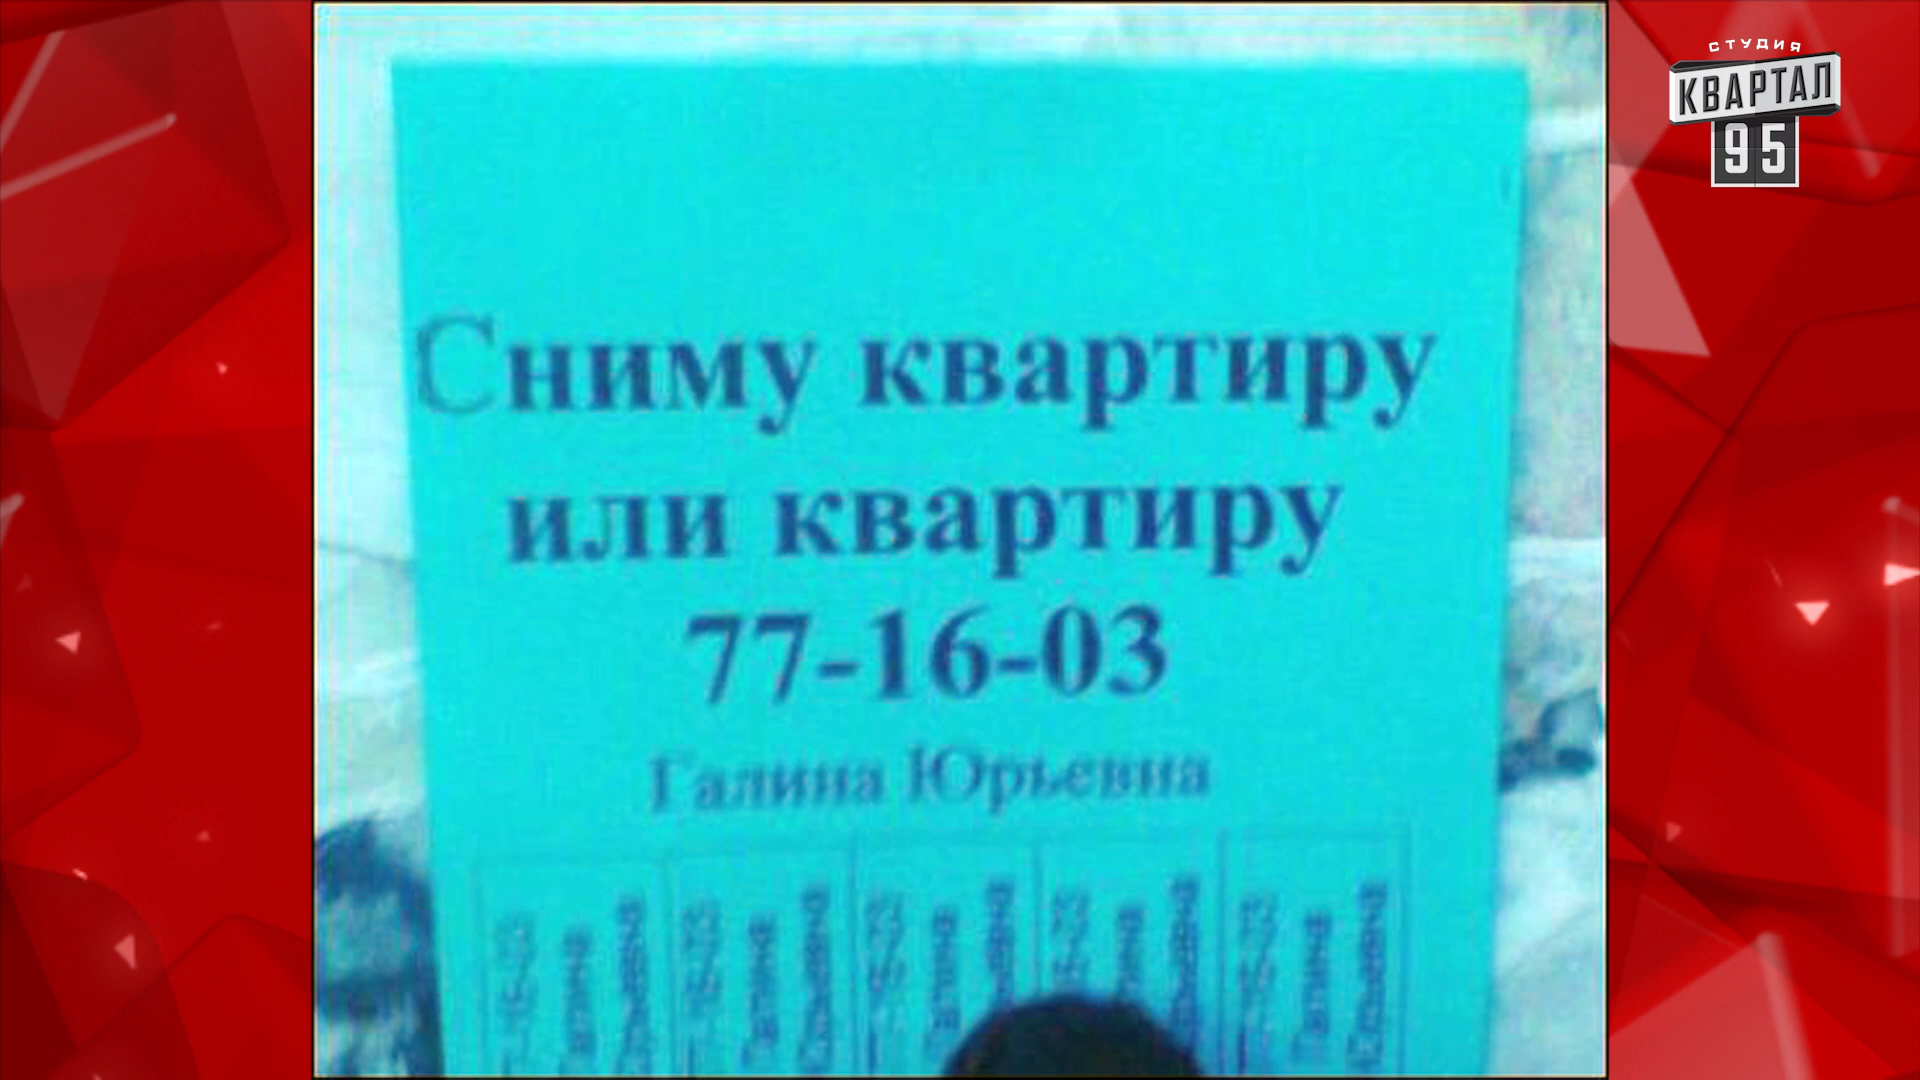 СТУДИЯ
КВАРТАЛ
95
Сниму квартиру
или квартиру
77-16-03
Галина Юрьевна